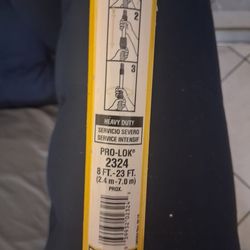 2
3
HEAVY DUTY
SERVICIO SEVERO
SERVICE INTENSIF
PRO-LOK®
2324
8 FT.-23 FT.
(2.4 m-7.0 m)
PROX.